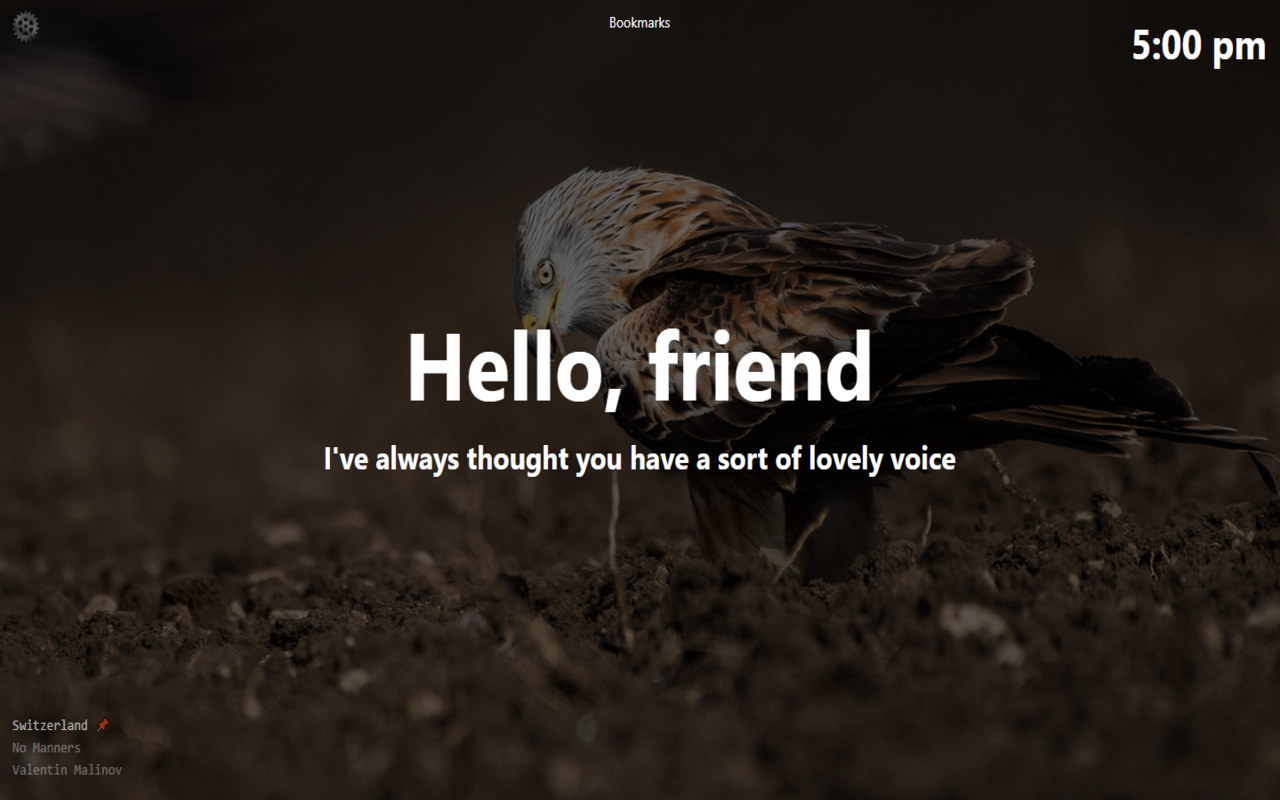 Bookmarks
5:00 pm
Hello, friend
I've always thought you have a sort of lovely voice
Switzerland 📌
No Manners
Valentin Malinov